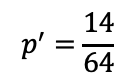 p′ = 14/64